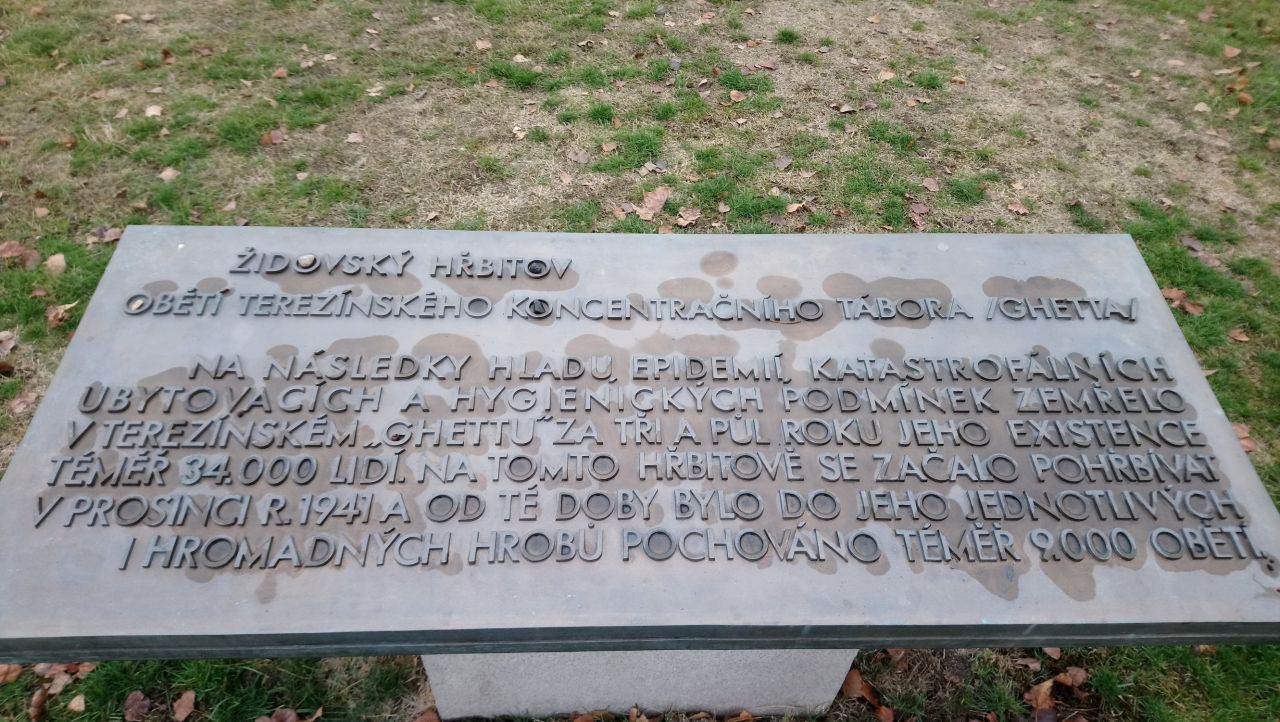 ŽIDOVSKÝ HŘBITOV
OBĚTÍ TEREZÍNSKÉHO KONCENTRAČNÍHO TÁBORA /GHETTA/
NA NÁSLEDKY HLADU, EPIDEMIÍ, KATASTROFÁLNÍCH
UBYTOVACÍCH A HYGIENICKÝCH PODMÍNEK ZEMŘELO
V TEREZÍNSKÉM „GHETTU“ ZA TŘI A PŮL ROKU JEHO EXISTENCE
TÉMĚŘ 34.000 LIDÍ. NA TOMTO HŘBITOVĚ SE ZAČALO POHŘBÍVAT
V PROSINCI R. 1941 A OD TÉ DOBY BYLO DO JEHO JEDNOTLIVÝCH
I HROMADNÝCH HROBŮ POCHOVÁNO TÉMĚŘ 9.000 OBĚTÍ.